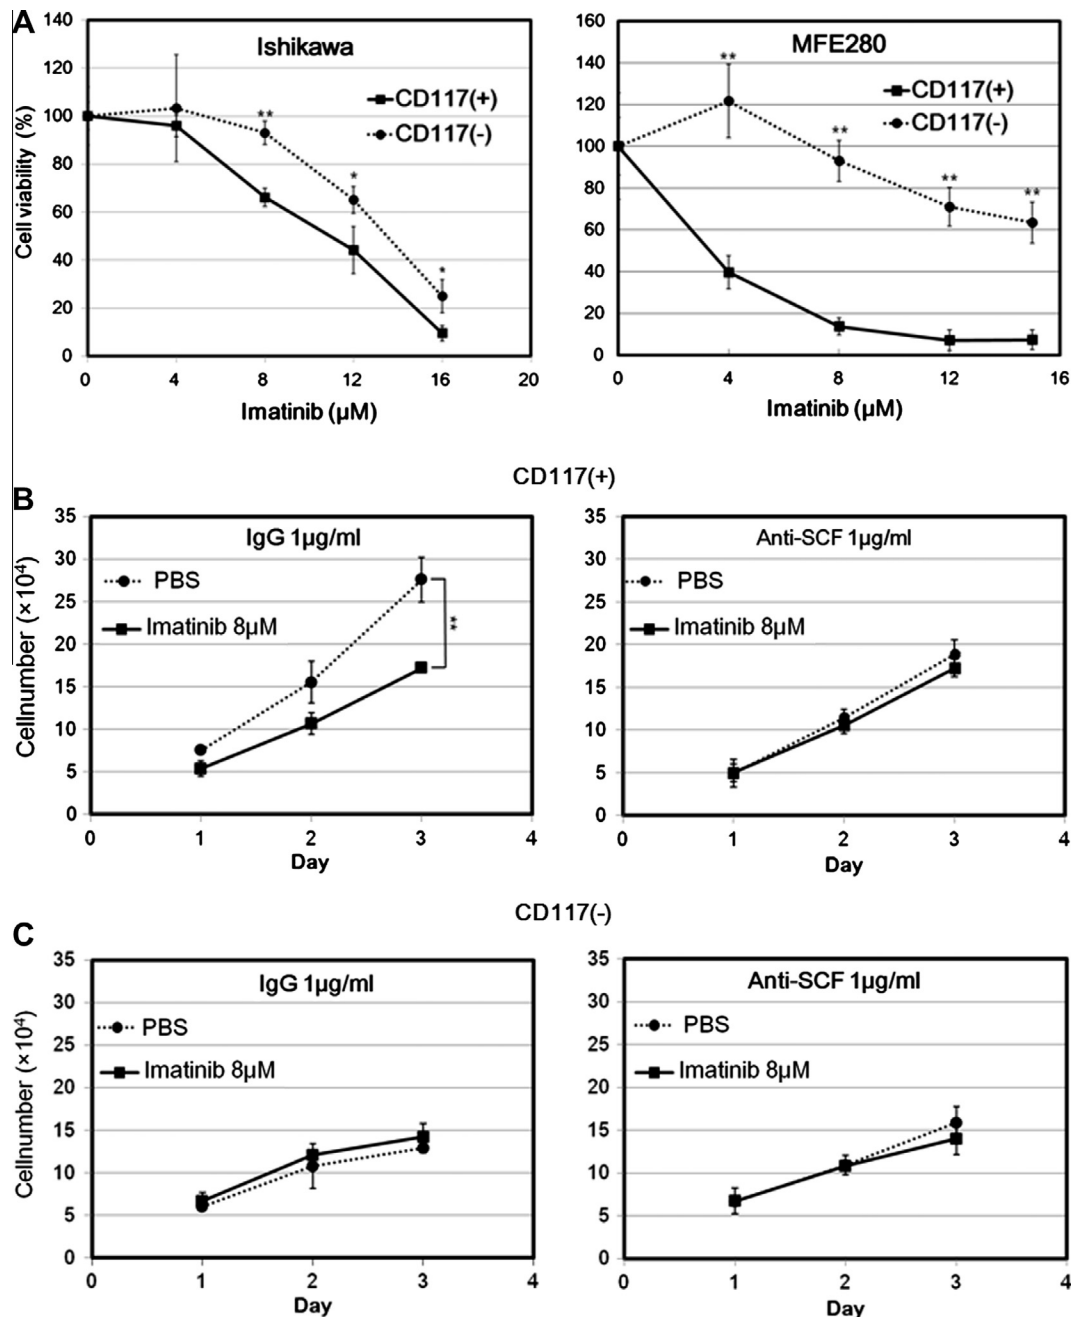 A
Ishikawa
140
120
100
80
60
40
20
0
Cell viability (%)
CD117(+)
CD117(-)
**
*
*
0 4 8 12 16 20
Imatinib (µM)
MFE280
160
140
120
100
80
60
40
20
0
CD117(+)
CD117(-)
**
**
**
**
0 4 8 12 16
Imatinib (µM)
CD117(+)
B
IgG 1µg/ml
35
30
25
20
15
10
5
0
Cellnumber (×10⁴)
PBS
Imatinib 8µM
**
0 1 2 3 4
Day
Anti-SCF 1µg/ml
35
30
25
20
15
10
5
0
PBS
Imatinib 8µM
0 1 2 3 4
Day
CD117(-)
C
IgG 1µg/ml
35
30
25
20
15
10
5
0
Cellnumber (×10⁴)
PBS
Imatinib 8µM
0 1 2 3 4
Day
Anti-SCF 1µg/ml
35
30
25
20
15
10
5
0
PBS
Imatinib 8µM
0 1 2 3 4
Day